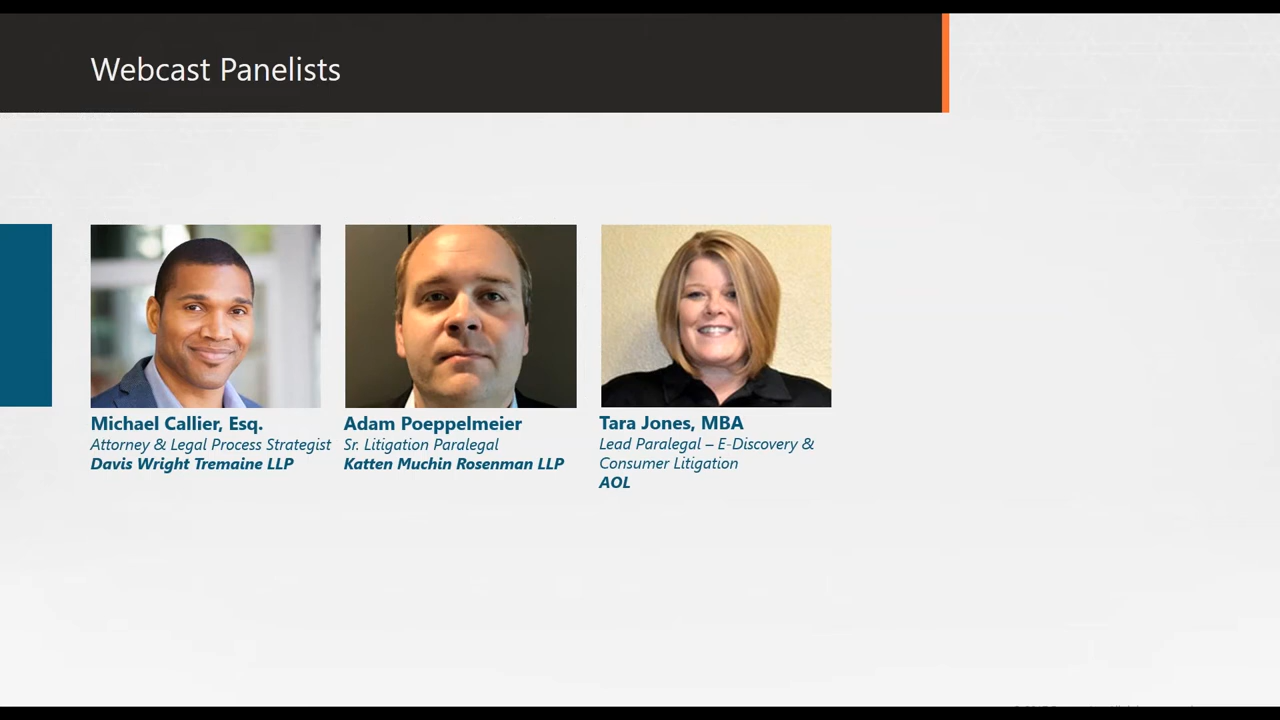 Webcast Panelists
Michael Callier, Esq.
Attorney & Legal Process Strategist
Davis Wright Tremaine LLP
Adam Poeppelmeier
Sr. Litigation Paralegal
Katten Muchin Rosenman LLP
Tara Jones, MBA
Lead Paralegal – E-Discovery &
Consumer Litigation
AOL